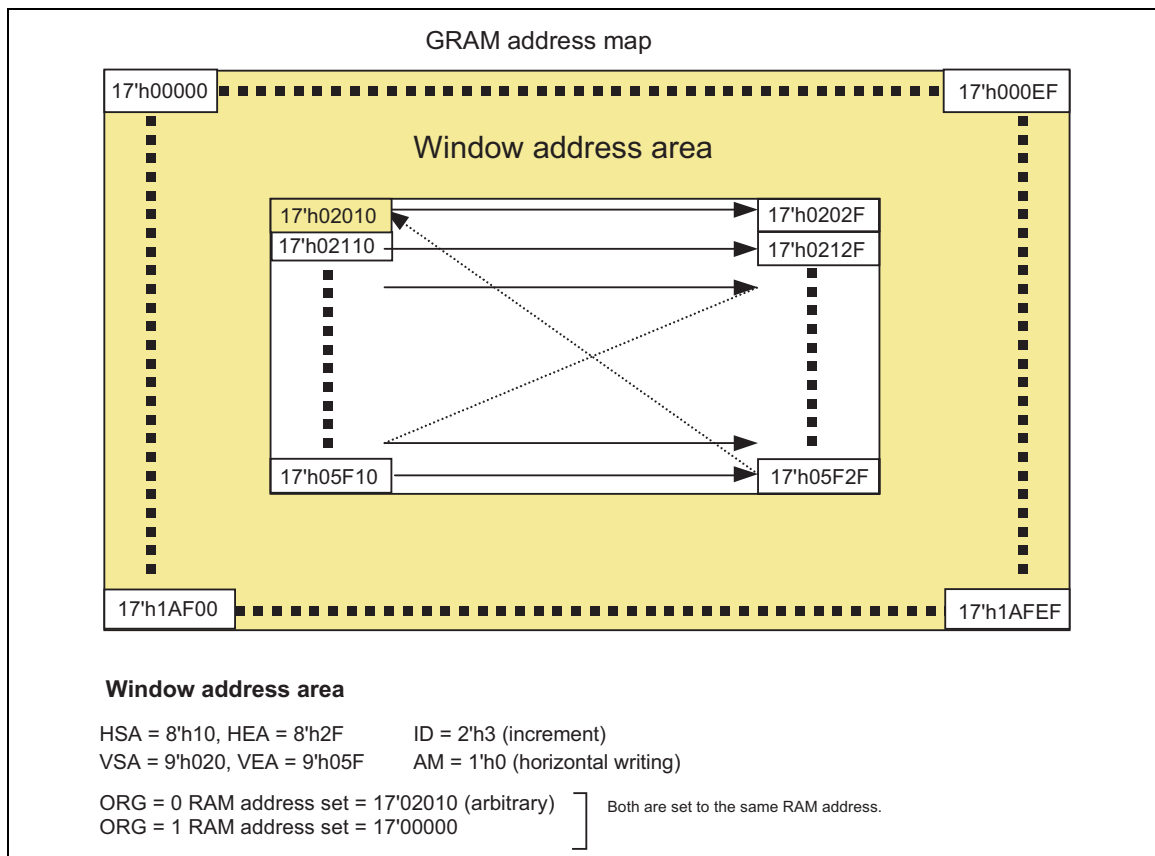 GRAM address map
17'h00000
17'h000EF
Window address area
17'h02010
17'h0202F
17'h02110
17'h0212F
17'h05F10
17'h05F2F
17'h1AF00
17'h1AFEF
Window address area
HSA = 8'h10, HEA = 8'h2F ID = 2'h3 (increment)
VSA = 9'h020, VEA = 9'h05F AM = 1'h0 (horizontal writing)
ORG = 0 RAM address set = 17'02010 (arbitrary)
Both are set to the same RAM address.
ORG = 1 RAM address set = 17'00000